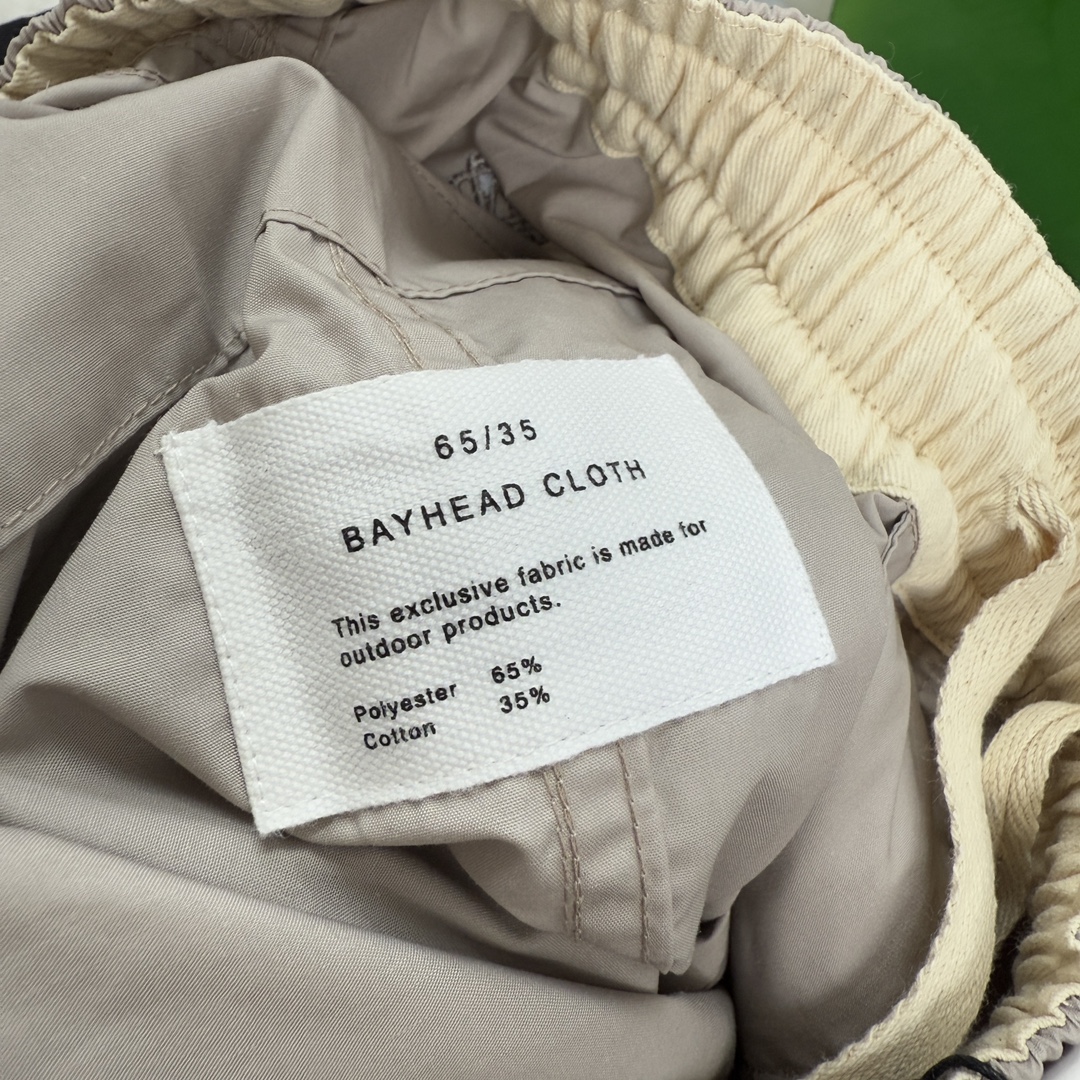 65/35
BAYHEAD CLOTH
This exclusive fabric is made for
outdoor products.
Polyester 65%
Cotton 35%